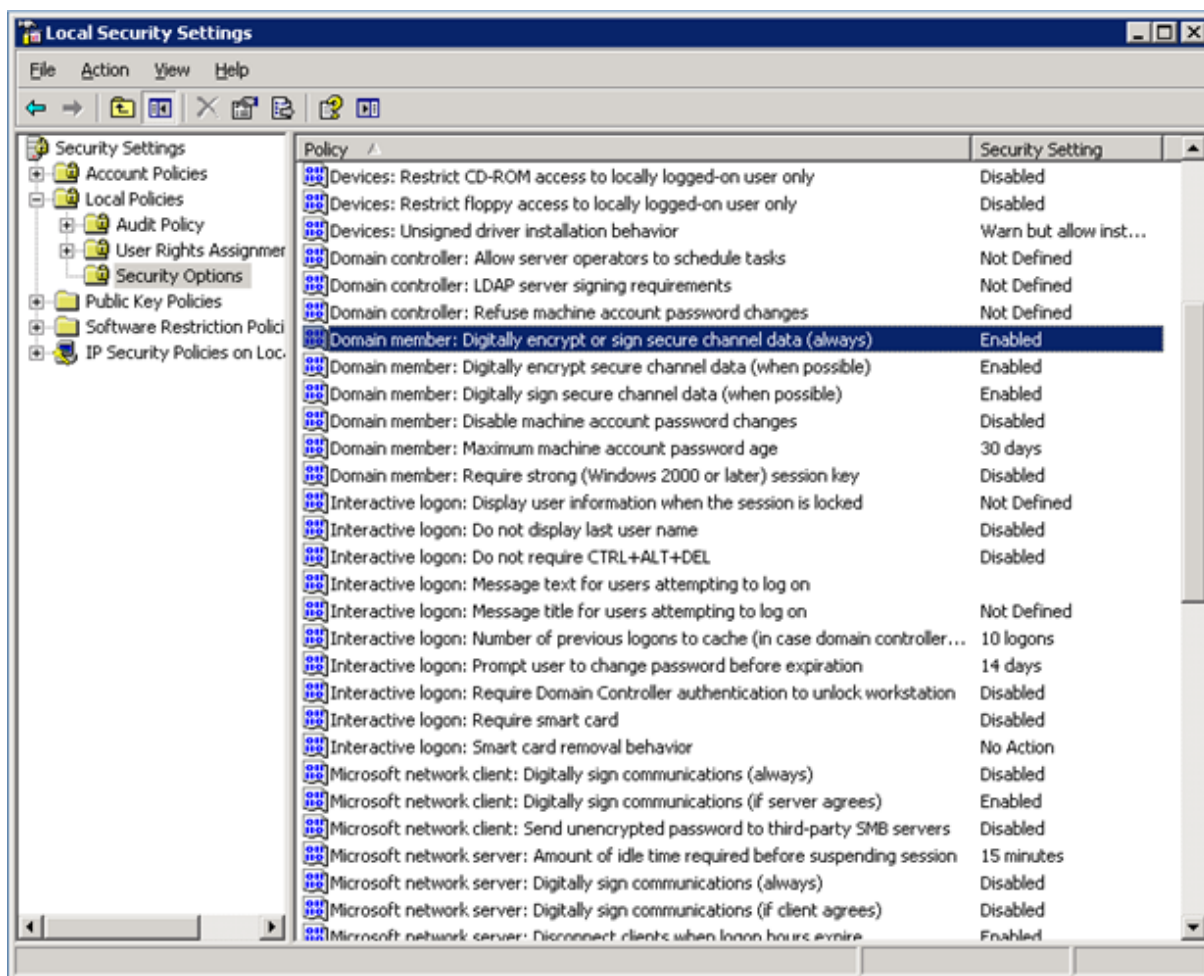 Local Security Settings
File Action View Help
Security Settings
Account Policies
Local Policies
Audit Policy
User Rights Assignmer
Security Options
Public Key Policies
Software Restriction Polici
IP Security Policies on Loc
Policy Security Setting
Devices: Restrict CD-ROM access to locally logged-on user only Disabled
Devices: Restrict floppy access to locally logged-on user only Disabled
Devices: Unsigned driver installation behavior Warn but allow inst...
Domain controller: Allow server operators to schedule tasks Not Defined
Domain controller: LDAP server signing requirements Not Defined
Domain controller: Refuse machine account password changes Not Defined
Domain member: Digitally encrypt or sign secure channel data (always) Enabled
Domain member: Digitally encrypt secure channel data (when possible) Enabled
Domain member: Digitally sign secure channel data (when possible) Enabled
Domain member: Disable machine account password changes Disabled
Domain member: Maximum machine account password age 30 days
Domain member: Require strong (Windows 2000 or later) session key Disabled
Interactive logon: Display user information when the session is locked Not Defined
Interactive logon: Do not display last user name Disabled
Interactive logon: Do not require CTRL+ALT+DEL Disabled
Interactive logon: Message text for users attempting to log on
Interactive logon: Message title for users attempting to log on Not Defined
Interactive logon: Number of previous logons to cache (in case domain controller... 10 logons
Interactive logon: Prompt user to change password before expiration 14 days
Interactive logon: Require Domain Controller authentication to unlock workstation Disabled
Interactive logon: Require smart card Disabled
Interactive logon: Smart card removal behavior No Action
Microsoft network client: Digitally sign communications (always) Disabled
Microsoft network client: Digitally sign communications (if server agrees) Enabled
Microsoft network client: Send unencrypted password to third-party SMB servers Disabled
Microsoft network server: Amount of idle time required before suspending session 15 minutes
Microsoft network server: Digitally sign communications (always) Disabled
Microsoft network server: Digitally sign communications (if client agrees) Disabled
Microsoft network server: Disconnect clients when logon hours expire Enabled